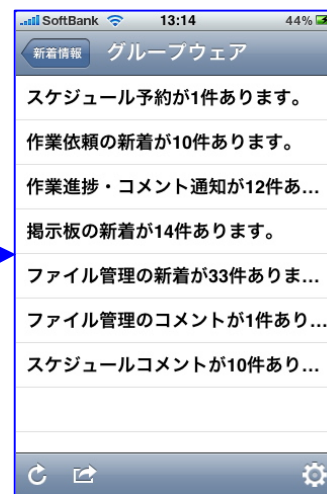 SoftBank 13:14 44%
新着情報 グループウェア
スケジュール予約が1件あります。
作業依頼の新着が10件あります。
作業進捗・コメント通知が12件あ...
掲示板の新着が14件あります。
ファイル管理の新着が33件ありま...
ファイル管理のコメントが1件あり...
スケジュールコメントが10件あり...